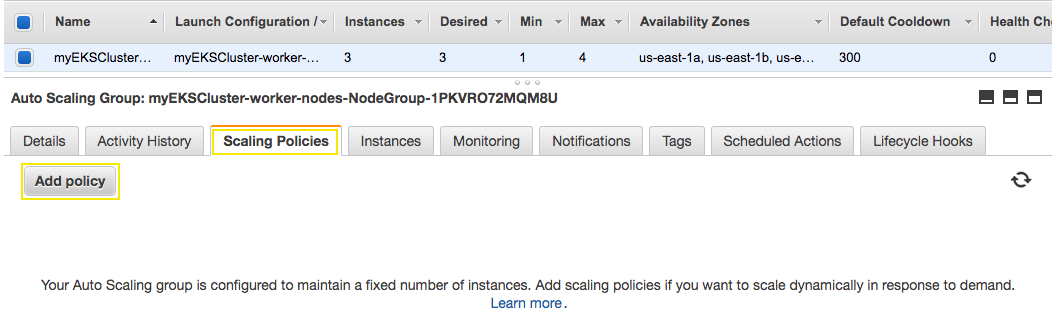 Name Launch Configuration / Instances Desired Min Max Availability Zones Default Cooldown Health Che
myEKSCluster… myEKSCluster-worker-… 3 3 1 4 us-east-1a, us-east-1b, us-e… 300 0
Auto Scaling Group: myEKSCluster-worker-nodes-NodeGroup-1PKVRO72MQM8U
Details Activity History Scaling Policies Instances Monitoring Notifications Tags Scheduled Actions Lifecycle Hooks
Add policy
Your Auto Scaling group is configured to maintain a fixed number of instances. Add scaling policies if you want to scale dynamically in response to demand.
Learn more.